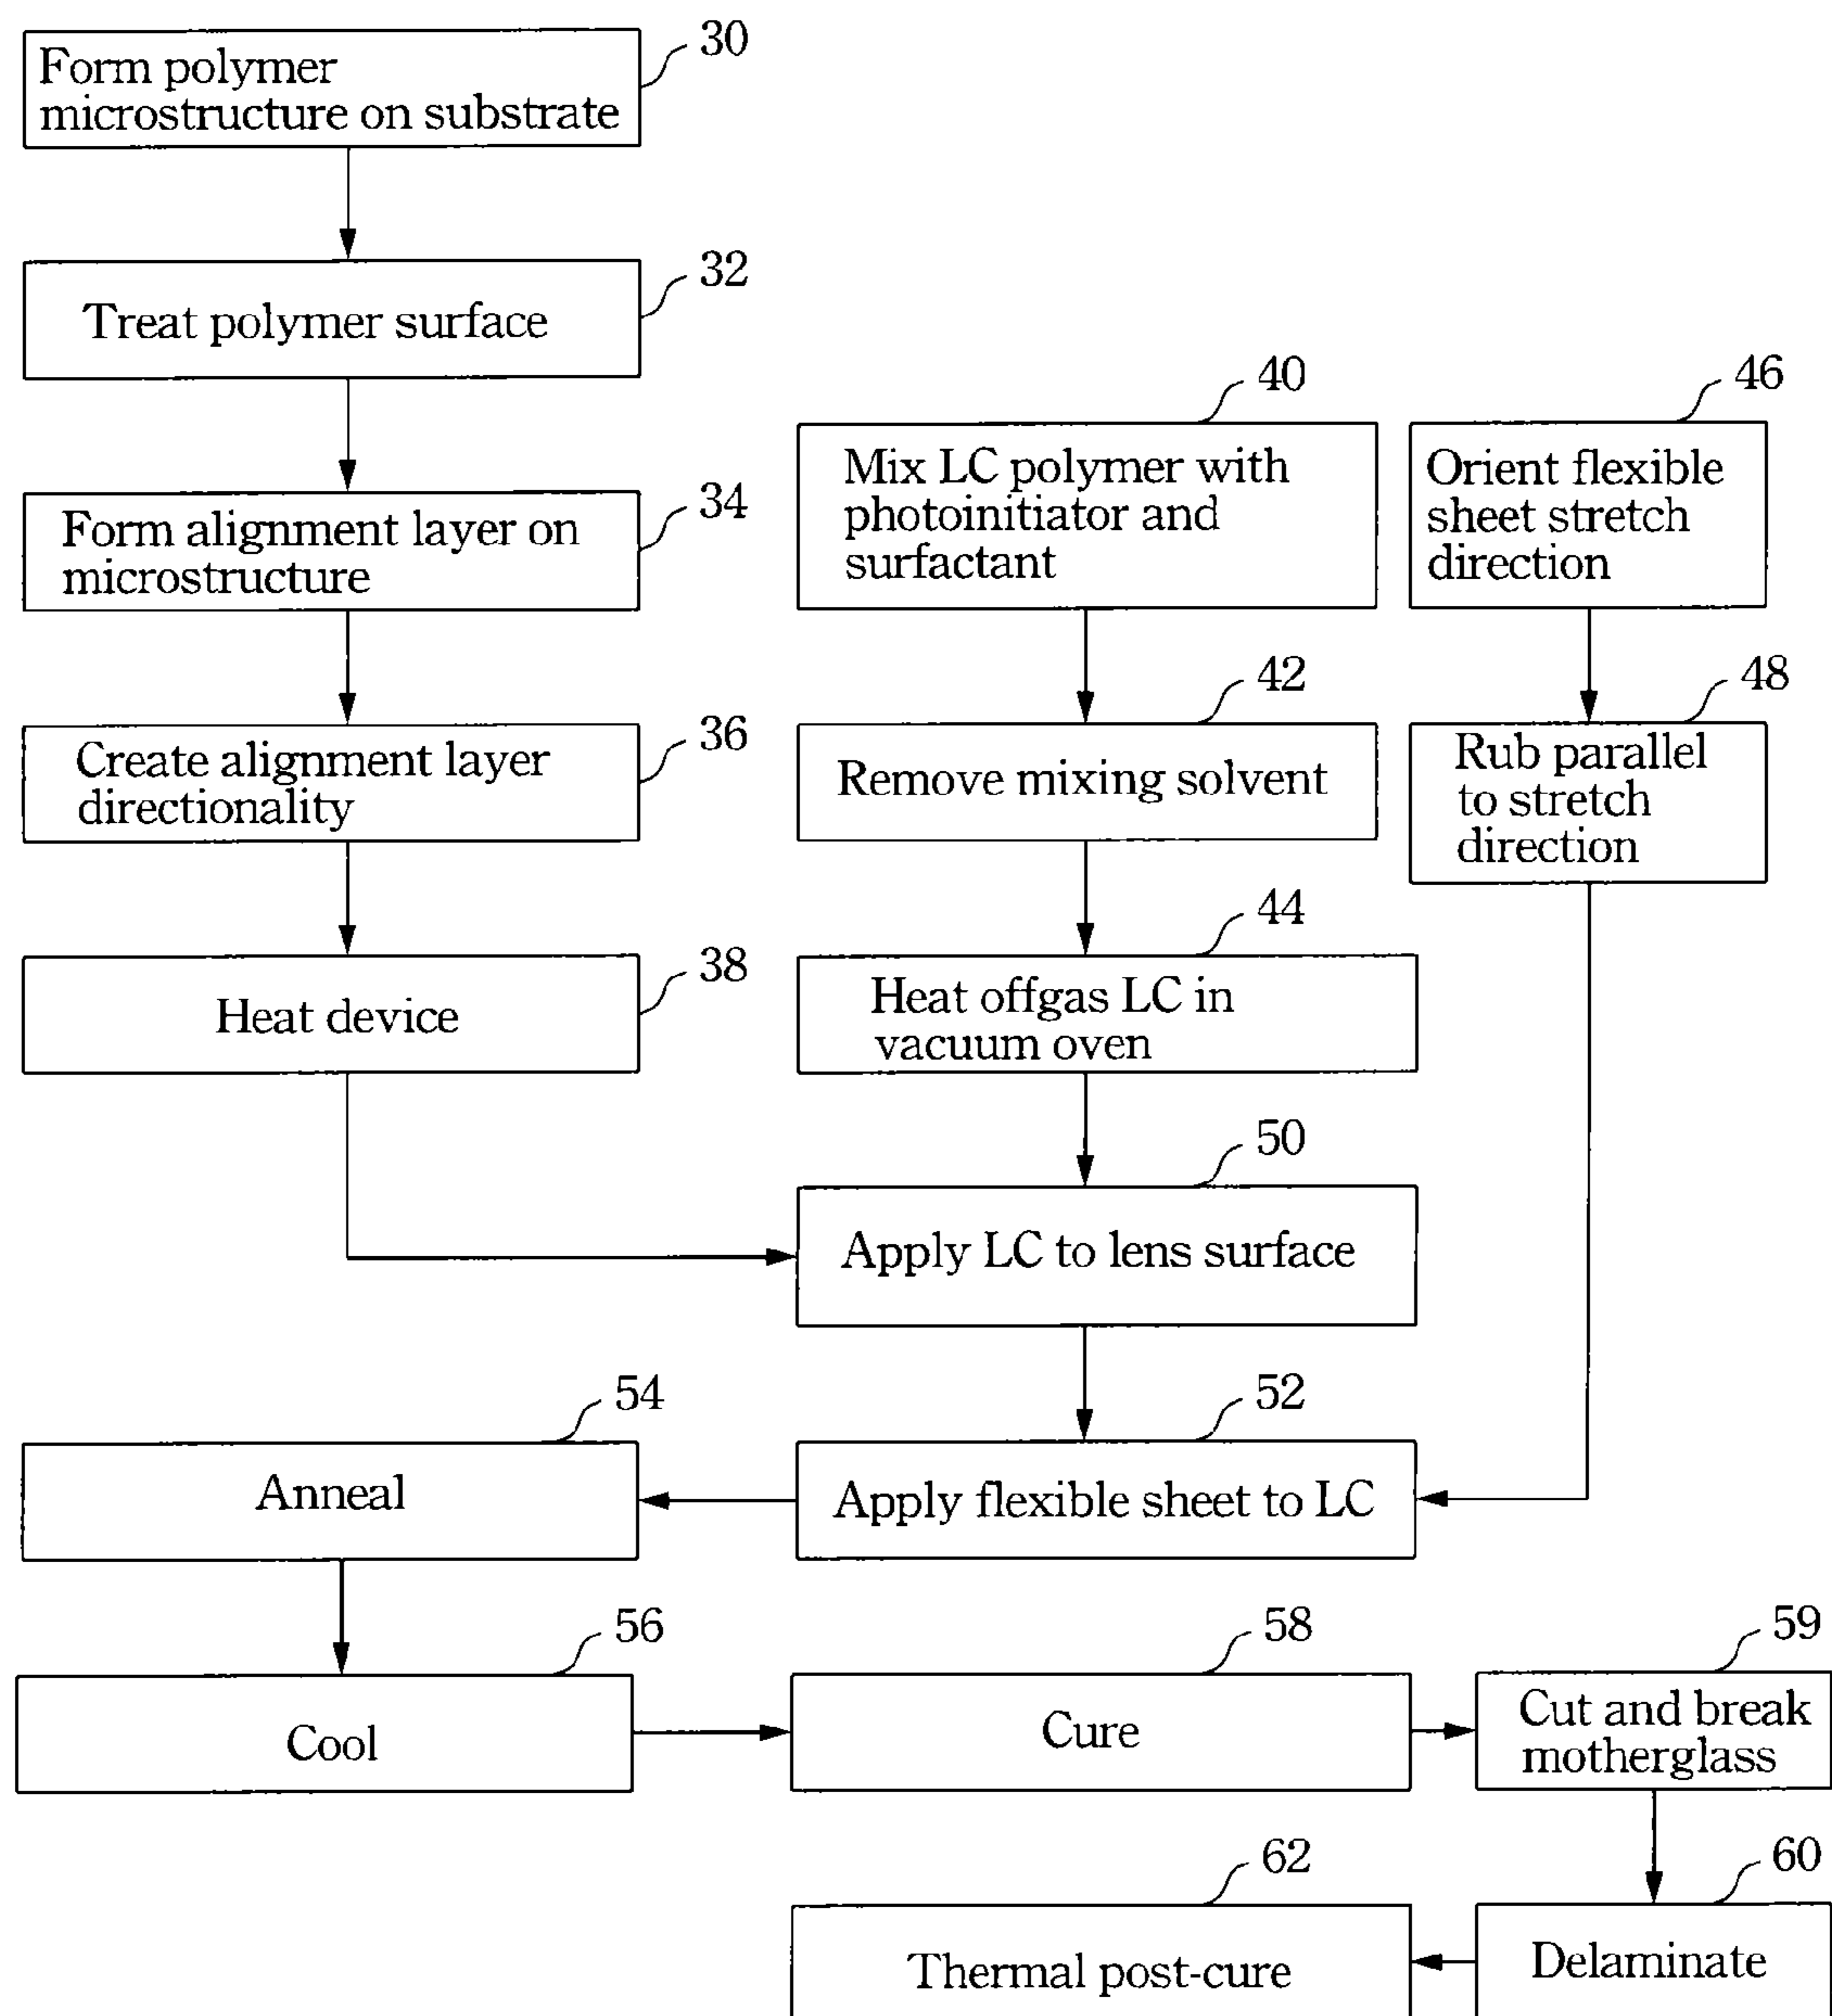 30
Form polymer
microstructure on substrate
32
Treat polymer surface
34
Form alignment layer on
microstructure
36
Create alignment layer
directionality
38
Heat device
40
Mix LC polymer with
photoinitiator and
surfactant
42
Remove mixing solvent
44
Heat offgas LC in
vacuum oven
46
Orient flexible
sheet stretch
direction
48
Rub parallel
to stretch
direction
50
Apply LC to lens surface
52
Apply flexible sheet to LC
54
Anneal
56
Cool
58
Cure
59
Cut and break
motherglass
60
Delaminate
62
Thermal post-cure